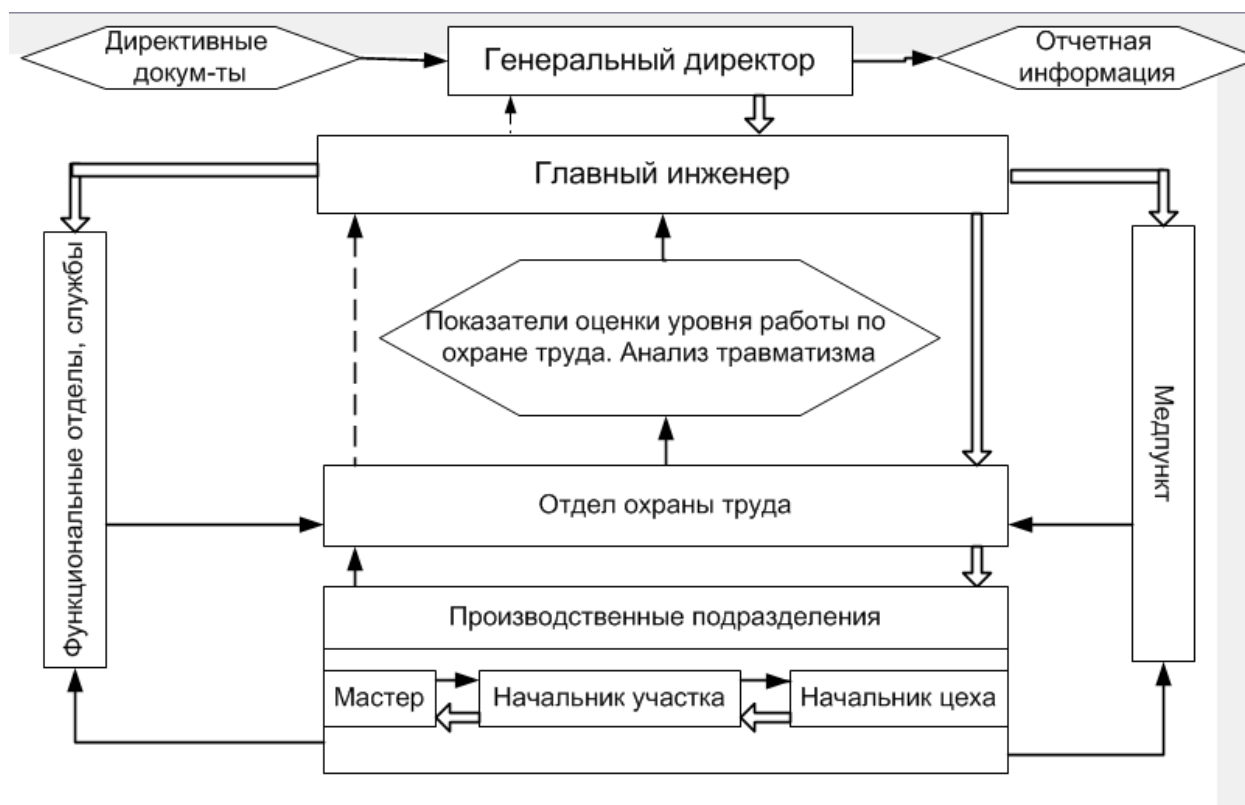 Директивные
докум-ты
Генеральный директор
Отчетная
информация
Главный инженер
Функциональные отделы, службы
Показатели оценки уровня работы по
охране труда. Анализ травматизма
Медпункт
Отдел охраны труда
Производственные подразделения
Мастер
Начальник участка
Начальник цеха